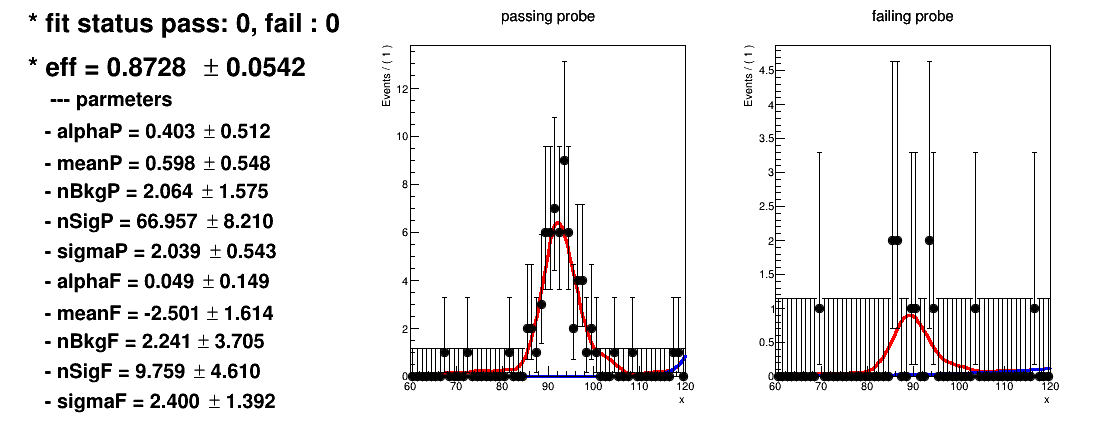 * fit status pass: 0, fail : 0
* eff = 0.8728 ± 0.0542
--- parmeters
- alphaP = 0.403 ± 0.512
- meanP = 0.598 ± 0.548
- nBkgP = 2.064 ± 1.575
- nSigP = 66.957 ± 8.210
- sigmaP = 2.039 ± 0.543
- alphaF = 0.049 ± 0.149
- meanF = -2.501 ± 1.614
- nBkgF = 2.241 ± 3.705
- nSigF = 9.759 ± 4.610
- sigmaF = 2.400 ± 1.392
passing probe
Events / ( 1 )
12
10
8
6
4
2
0
60 70 80 90 100 110 120
x
failing probe
Events / ( 1 )
4.5
4
3.5
3
2.5
2
1.5
1
0.5
0
60 70 80 90 100 110 120
x